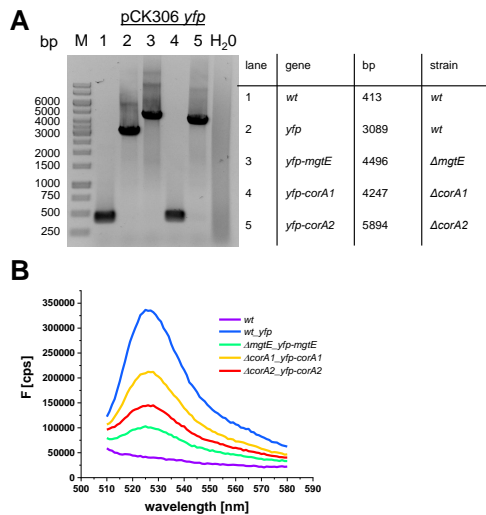 A
pCK306 yfp
bp M 1 2 3 4 5 H20
6000
5000
4000
3000
2000
1500
1000
750
500
250
lane gene bp strain
1 wt 413 wt
2 yfp 3089 wt
3 yfp-mgtE 4496 ΔmgtE
4 yfp-corA1 4247 ΔcorA1
5 yfp-corA2 5894 ΔcorA2
B
F [cps]
350000
300000
250000
200000
150000
100000
50000
0
500 510 520 530 540 550 560 570 580 590
wavelength [nm]
wt
wt_yfp
ΔmgtE_yfp-mgtE
ΔcorA1_yfp-corA1
ΔcorA2_yfp-corA2